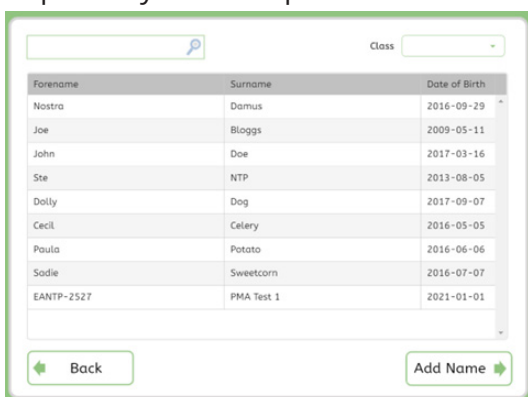 Class
Forename Surname Date of Birth
Nostra Damus 2016-09-29
Joe Bloggs 2009-05-11
John Doe 2017-03-16
Ste NTP 2013-08-05
Dolly Dog 2017-09-07
Cecil Celery 2016-05-05
Paula Potato 2016-06-06
Sadie Sweetcorn 2016-07-07
EANTP-2527 PMA Test 1 2021-01-01
Back Add Name